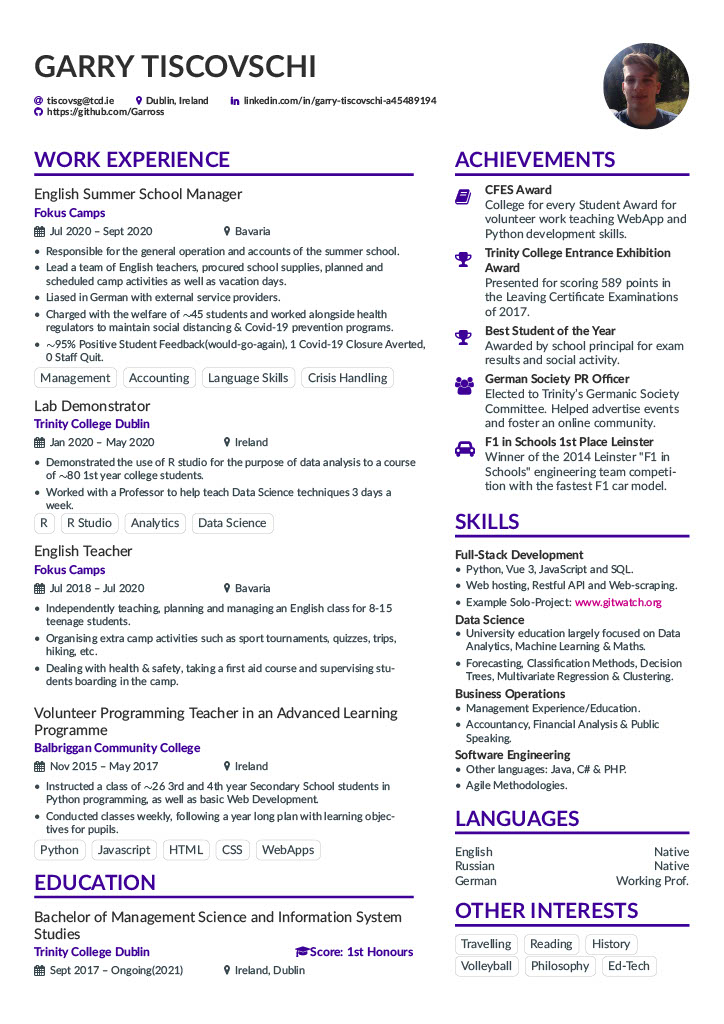 GARRY TISCOVSCHI
tiscovsg@tcd.ie Dublin, Ireland linkedin.com/in/garry-tiscovschi-a45489194
https://github.com/Garross
WORK EXPERIENCE
English Summer School Manager
Fokus Camps
Jul 2020 – Sept 2020 Bavaria
• Responsible for the general operation and accounts of the summer school.
• Lead a team of English teachers, procured school supplies, planned and
scheduled camp activities as well as vacation days.
• Liased in German with external service providers.
• Charged with the welfare of ~45 students and worked alongside health
regulators to maintain social distancing & Covid-19 prevention programs.
• ~95% Positive Student Feedback(would-go-again), 1 Covid-19 Closure Averted,
0 Staff Quit.
Management Accounting Language Skills Crisis Handling
Lab Demonstrator
Trinity College Dublin
Jan 2020 – May 2020 Ireland
• Demonstrated the use of R studio for the purpose of data analysis to a course
of ~80 1st year college students.
• Worked with a Professor to help teach Data Science techniques 3 days a
week.
R R Studio Analytics Data Science
English Teacher
Fokus Camps
Jul 2018 – Jul 2020 Bavaria
• Independently teaching, planning and managing an English class for 8-15
teenage students.
• Organising extra camp activities such as sport tournaments, quizzes, trips,
hiking, etc.
• Dealing with health & safety, taking a first aid course and supervising stu-
dents boarding in the camp.
Volunteer Programming Teacher in an Advanced Learning
Programme
Balbriggan Community College
Nov 2015 – May 2017 Ireland
• Instructed a class of ~26 3rd and 4th year Secondary School students in
Python programming, as well as basic Web Development.
• Conducted classes weekly, following a year long plan with learning objec-
tives for pupils.
Python Javascript HTML CSS WebApps
EDUCATION
Bachelor of Management Science and Information System
Studies
Trinity College Dublin Score: 1st Honours
Sept 2017 – Ongoing(2021) Ireland, Dublin
ACHIEVEMENTS
CFES Award
College for every Student Award for
volunteer work teaching WebApp and
Python development skills.
Trinity College Entrance Exhibition
Award
Presented for scoring 589 points in
the Leaving Certificate Examinations
of 2017.
Best Student of the Year
Awarded by school principal for exam
results and social activity.
German Society PR Officer
Elected to Trinity's Germanic Society
Committee. Helped advertise events
and foster an online community.
F1 in Schools 1st Place Leinster
Winner of the 2014 Leinster "F1 in
Schools" engineering team competi-
tion with the fastest F1 car model.
SKILLS
Full-Stack Development
• Python, Vue 3, JavaScript and SQL.
• Web hosting, Restful API and Web-scraping.
• Example Solo-Project: www.gitwatch.org
Data Science
• University education largely focused on Data
Analytics, Machine Learning & Maths.
• Forecasting, Classification Methods, Decision
Trees, Multivariate Regression & Clustering.
Business Operations
• Management Experience/Education.
• Accountancy, Financial Analysis & Public
Speaking.
Software Engineering
• Other languages: Java, C# & PHP.
• Agile Methodologies.
LANGUAGES
English Native
Russian Native
German Working Prof.
OTHER INTERESTS
Travelling Reading History
Volleyball Philosophy Ed-Tech